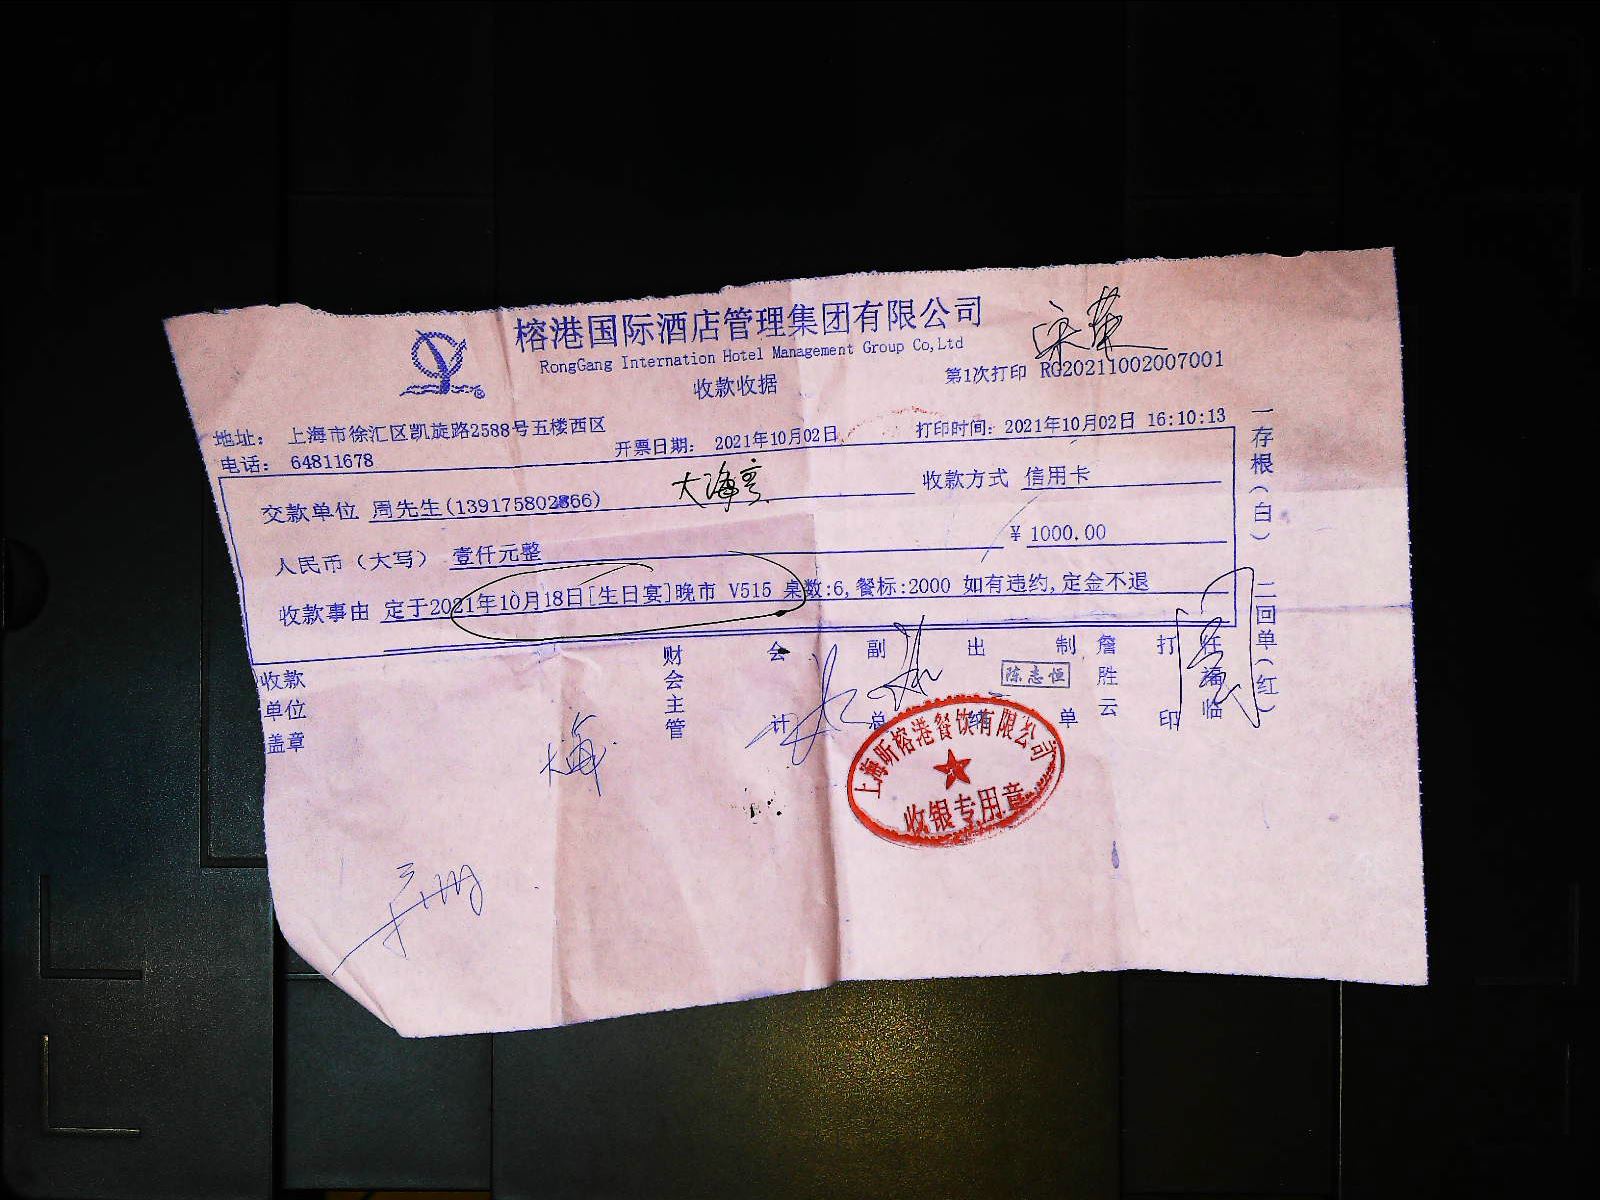 榕港国际酒店管理集团有限公司
RongGang Internation Hotel Management Group Co,Ltd
收款收据
第1次打印 RG20211002007001
地址： 上海市徐汇区凯旋路2588号五楼西区
电话： 64811678
开票日期： 2021年10月02日
打印时间：2021年10月02日 16:10:13
交款单位 周先生(139175802866)
大海
收款方式 信用卡
人民币（大写） 壹仟元整
¥ 1000.00
收款事由 定于2021年10月18日[生日宴]晚市 V515 桌数:6,餐标:2000 如有违约,定金不退
一存根(白) 二回单(红)
收款单位盖章
财会主管
会计
副总
出纳
陈志恒
制单
詹胜云
打印
任福临
大海
上海昕榕港餐饮有限公司
收银专用章